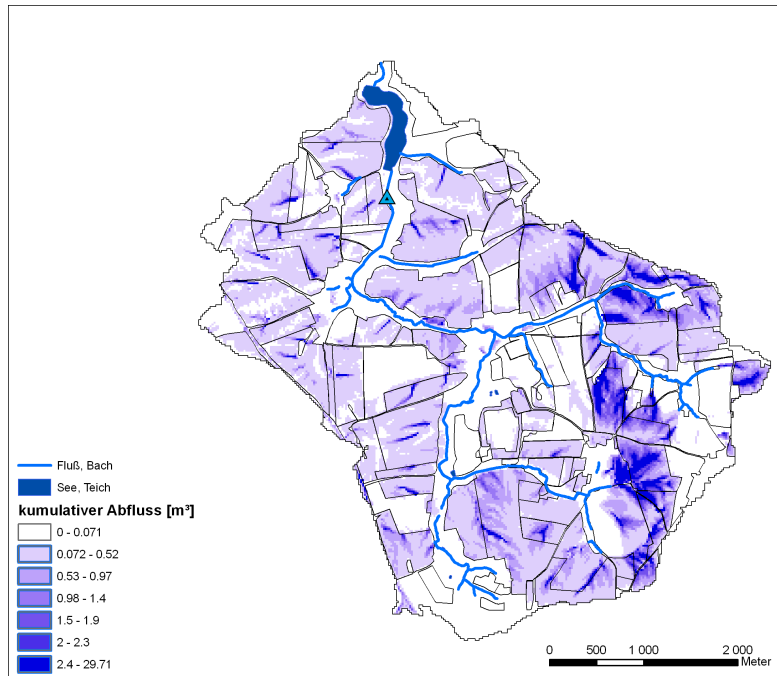 Fluß, Bach
See, Teich
kumulativer Abfluss [m³]
0 - 0.071
0.072 - 0.52
0.53 - 0.97
0.98 - 1.4
1.5 - 1.9
2 - 2.3
2.4 - 29.71
0 500 1 000 2 000
Meter